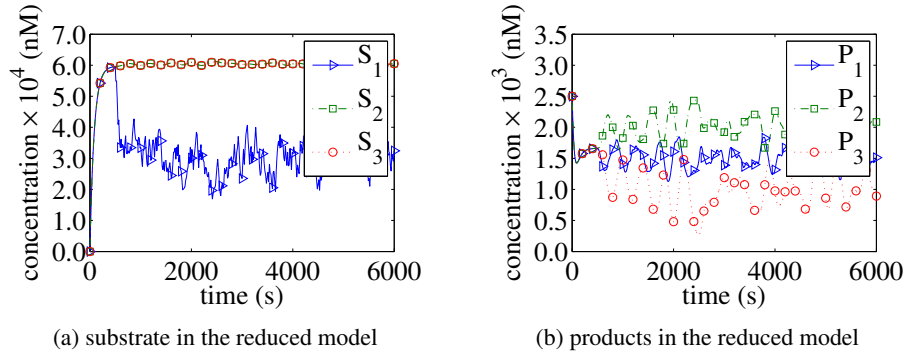 7.0
6.0
5.0
4.0
3.0
2.0
1.0
0.0
0
2000
4000
6000
time (s)
concentration × 10^4 (nM)
S_1
S_2
S_3
(a) substrate in the reduced model
3.5
3.0
2.5
2.0
1.5
1.0
0.5
0.0
0
2000
4000
6000
time (s)
concentration × 10^3 (nM)
P_1
P_2
P_3
(b) products in the reduced model